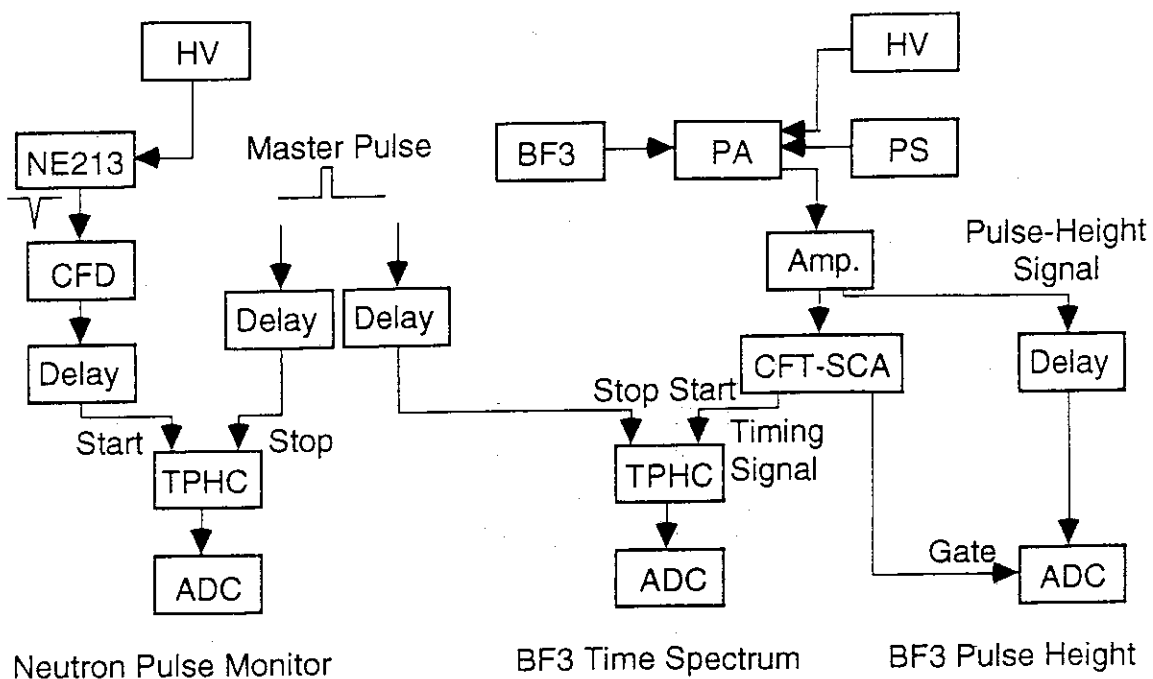 HV
HV
NE213
Master Pulse
BF3
PA
PS
CFD
Amp.
Pulse-Height
Signal
Delay
Delay
Delay
CFT-SCA
Delay
Start
Stop
Stop Start
Timing
Signal
TPHC
TPHC
Gate
ADC
ADC
ADC
Neutron Pulse Monitor
BF3 Time Spectrum
BF3 Pulse Height